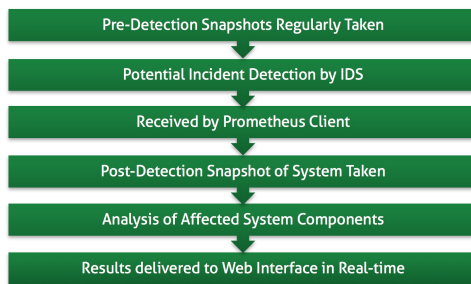 Pre-Detection Snapshots Regularly Taken
Potential Incident Detection by IDS
Received by Prometheus Client
Post-Detection Snapshot of System Taken
Analysis of Affected System Components
Results delivered to Web Interface in Real-time